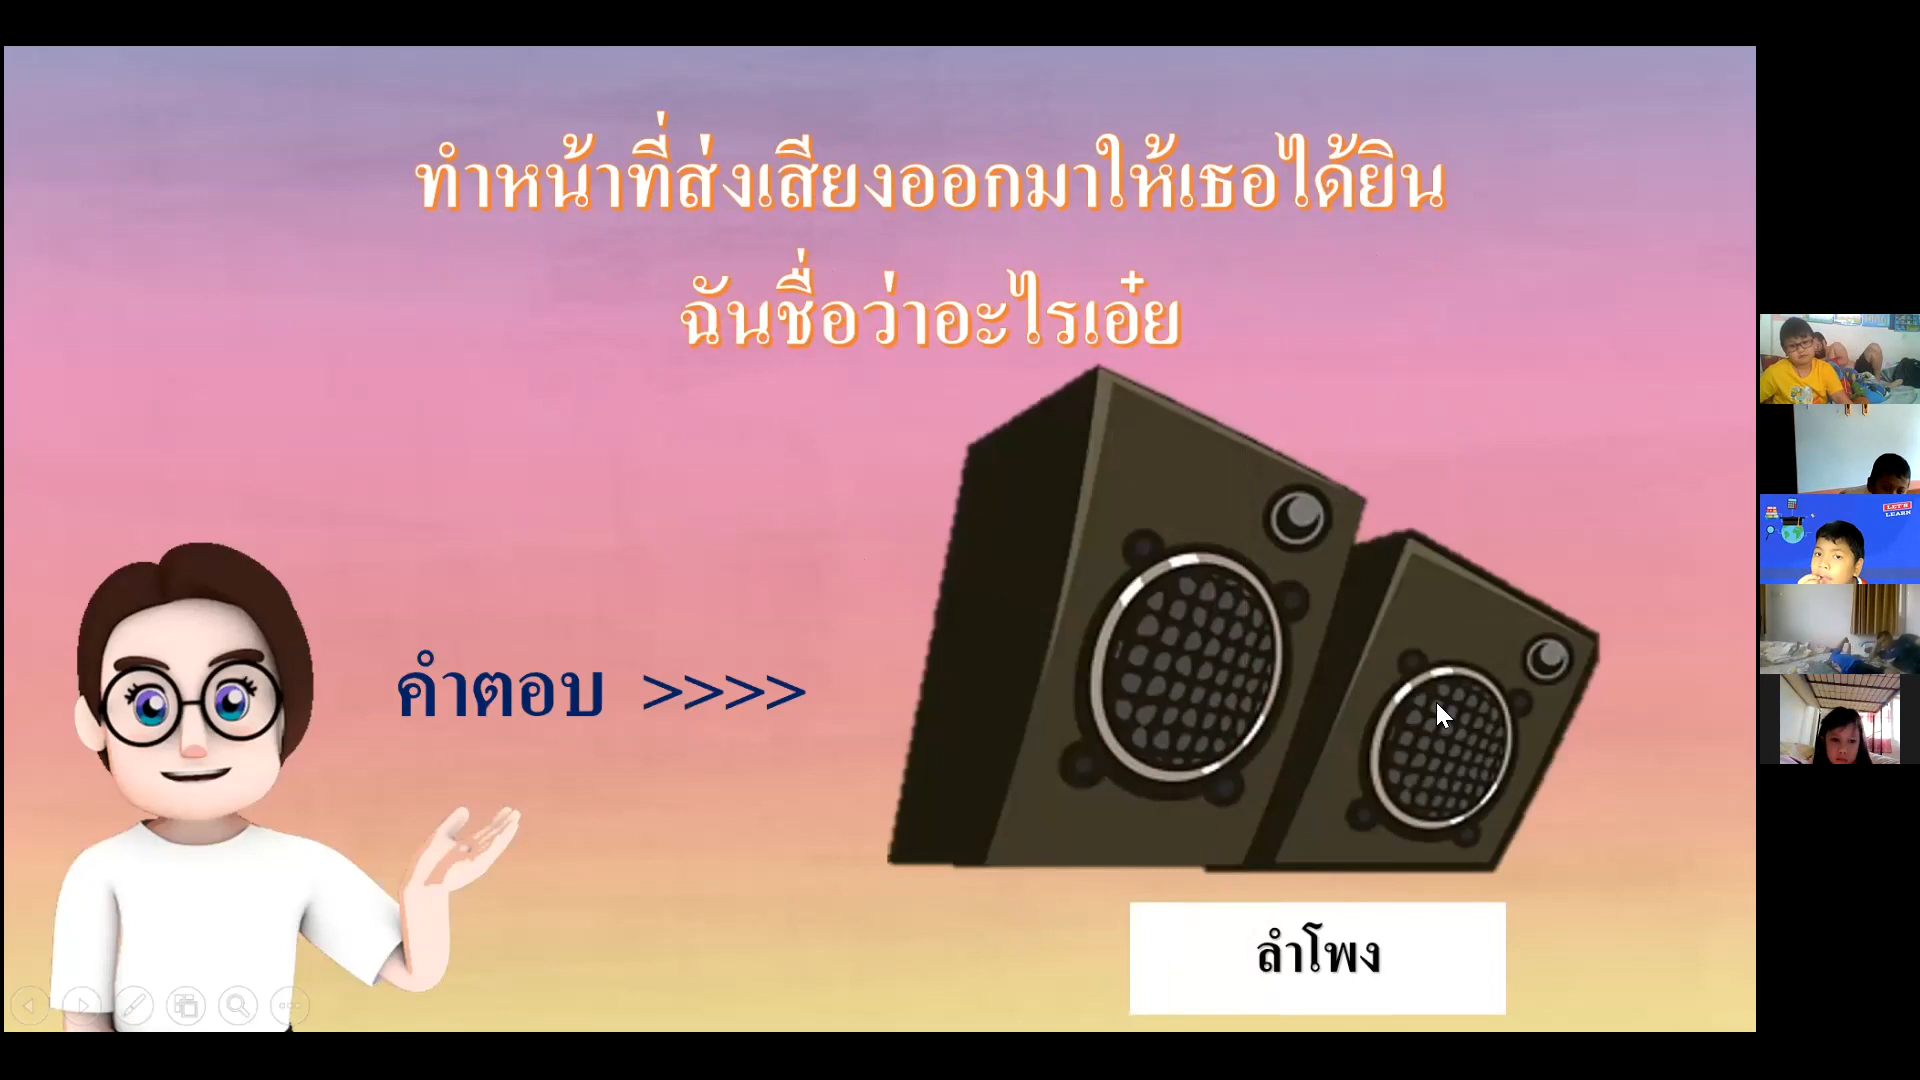 ทำหน้าที่ส่งเสียงออกมาให้เธอได้ยิน
ฉันชื่อว่าอะไรเอ๋ย
คำตอบ >>>>
ลำโพง
LET'S
LEARN